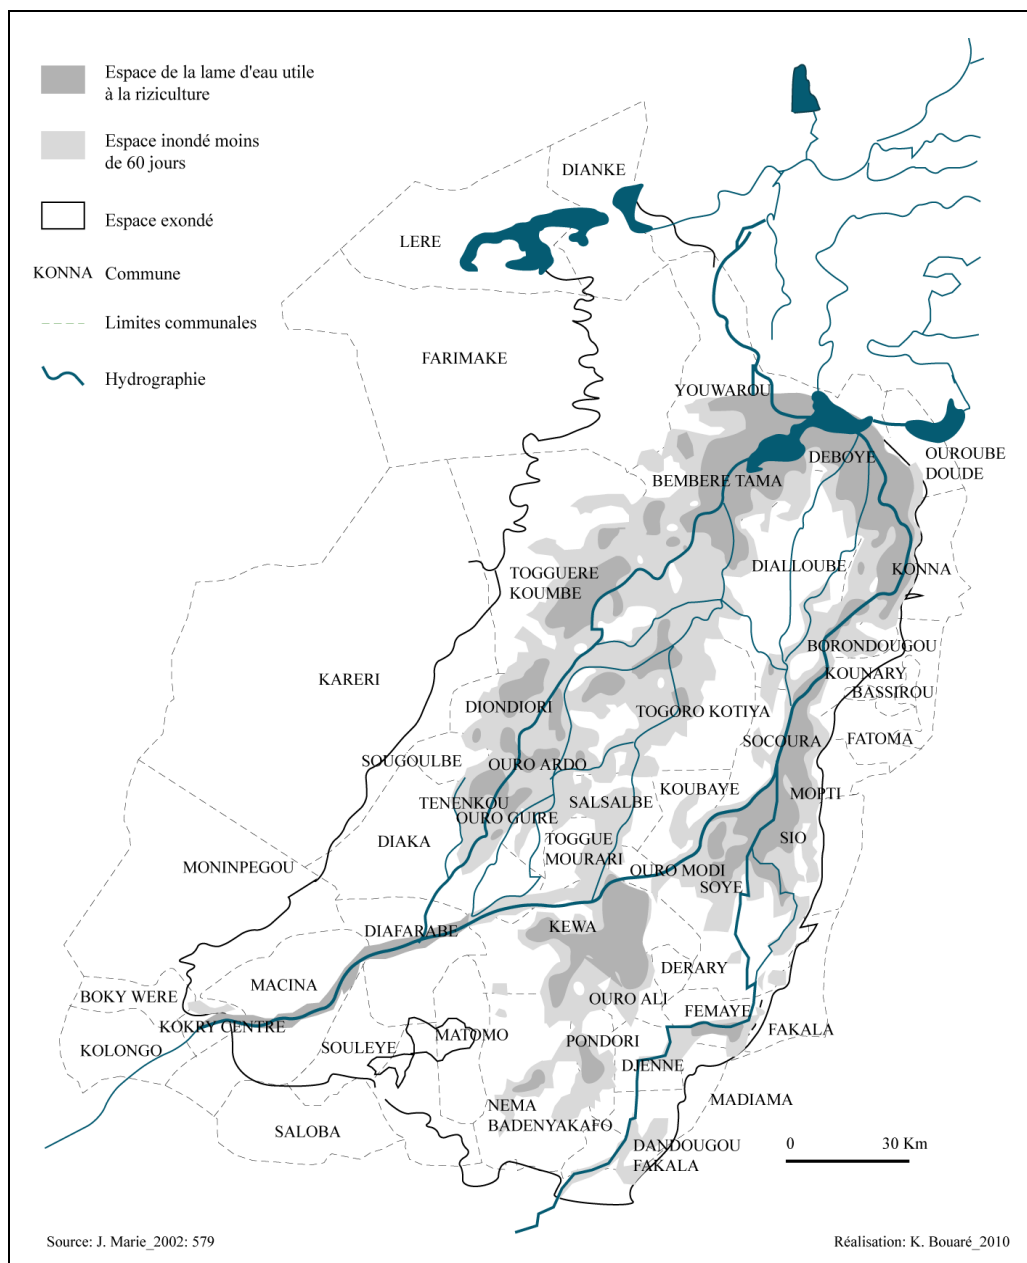 Espace de la lame d'eau utile
à la riziculture
Espace inondé moins
de 60 jours
Espace exondé
KONNA Commune
Limites communales
Hydrographie
DIANKE
LERE
FARIMAKE
YOUWAROU
DEBOYE
OUROUBE
DOUDE
BEMBERE TAMA
DIALLOUBE
KONNA
TOGGUERE
KOUMBE
BORONDOUGOU
KOUNARY
BASSIROU
KARERI
DIONDIORI
TOGORO KOTIYA
SOCOURA
FATOMA
SOUGOULBE
OURO ARDO
TENENKOU
OURO GUIRE
SALSALBE
KOUBAYE
MOPTI
DIAKA
TOGGUE
MOURARI
SIO
MONINPEGOU
OURO MODI
SOYE
DIAFARABE
KEWA
DERARY
MACINA
BOKY WERE
OURO ALI
FEMAYE
KOKRY CENTRE
FAKALA
KOLONGO
SOULEYE
MATOMO
PONDORI
DJENNE
NEMA
BADENYAKAFO
MADIAMA
SALOBA
DANDOUGOU
FAKALA
0 30 Km
Source: J. Marie_2002: 579
Réalisation: K. Bouaré_2010